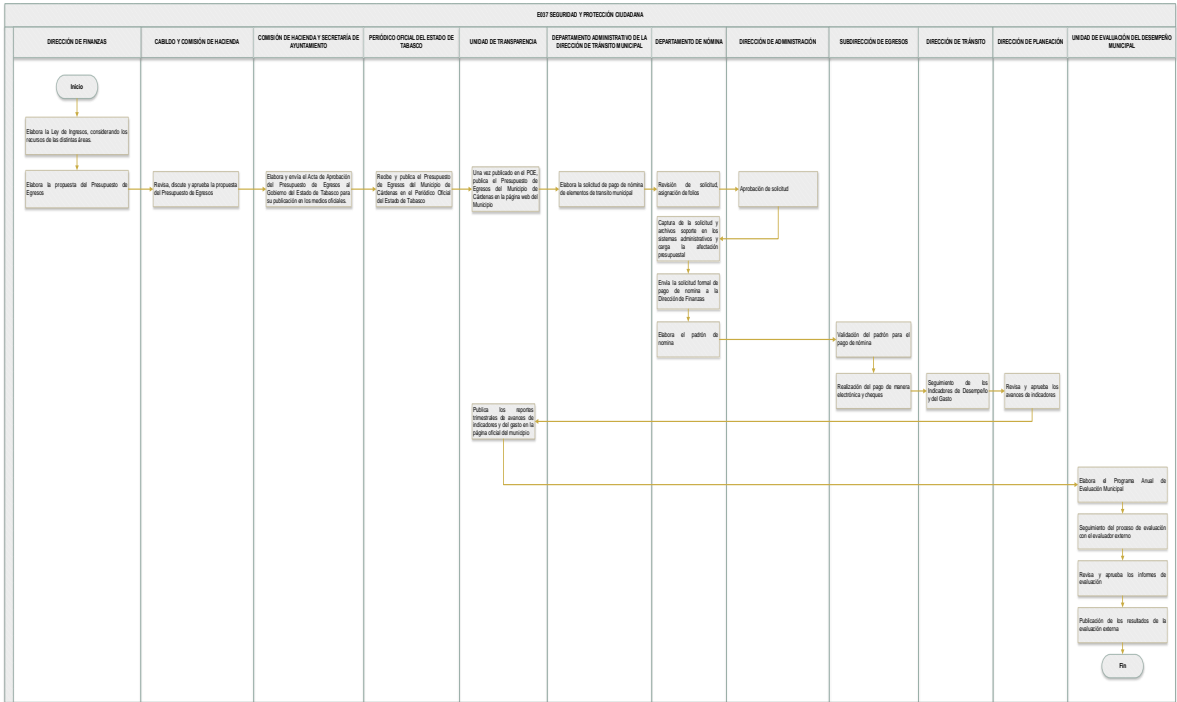 E037 SEGURIDAD Y PROTECCIÓN CIUDADANA
DIRECCIÓN DE FINANZAS
CABILDO Y COMISIÓN DE HACIENDA
COMISIÓN DE HACIENDA Y SECRETARÍA DE
AYUNTAMIENTO
PERIÓDICO OFICIAL DEL ESTADO DE
TABASCO
UNIDAD DE TRANSPARENCIA
DEPARTAMENTO ADMINISTRATIVO DE LA
DIRECCIÓN DE TRÁNSITO MUNICIPAL
DEPARTAMENTO DE NÓMINA
DIRECCIÓN DE ADMINISTRACIÓN
SUBDIRECCIÓN DE EGRESOS
DIRECCIÓN DE TRÁNSITO
DIRECCIÓN DE PLANEACIÓN
UNIDAD DE EVALUACIÓN DEL DESEMPEÑO
MUNICIPAL
Inicio
Elabora la Ley de Ingresos, considerando los
recursos de las distintas áreas.
Elabora la propuesta del Presupuesto de
Egresos
Revisa, discute y aprueba la propuesta
del Presupuesto de Egresos
Elabora y envía el Acta de Aprobación
del Presupuesto de Egresos al
Gobierno del Estado de Tabasco para
su publicación en los medios oficiales.
Recibe y publica el Presupuesto
de Egresos del Municipio de
Cárdenas en el Periódico Oficial
del Estado de Tabasco
Una vez publicado en el POE,
publica el Presupuesto de
Egresos del Municipio de
Cárdenas en la página web del
Municipio
Elabora la solicitud de pago de nómina
de elementos de transito municipal
Revisión de solicitud,
asignación de folios
Aprobación de solicitud
Captura de la solicitud y
archivos soporte en los
sistemas administrativos y
carga la afectación
presupuestal
Envía la solicitud formal de
pago de nomina a la
Dirección de Finanzas
Elabora el padrón de
nomina
Validación del padrón para el
pago de nómina
Realización del pago de manera
electrónica y cheques
Seguimiento de los
Indicadores de Desempeño
y del Gasto
Revisa y aprueba los
avances de indicadores
Publica los reportes
trimestrales de avances de
indicadores y del gasto en la
página oficial del municipio
Elabora el Programa Anual de
Evaluación Municipal
Seguimiento del proceso de evaluación
con el evaluador externo
Revisa y aprueba los informes de
evaluación
Publicación de los resultados de la
evaluación externa
Fin